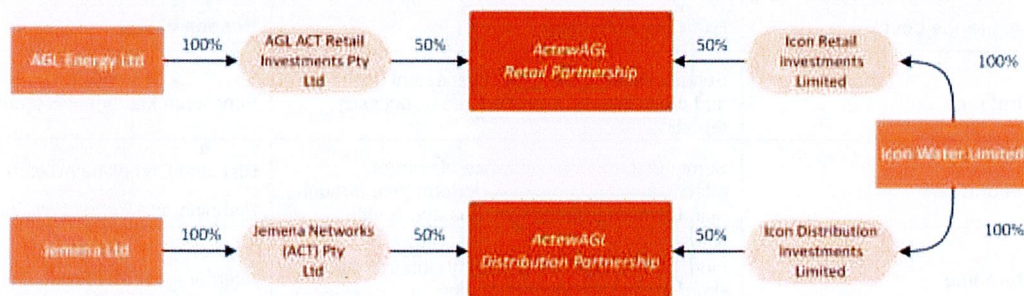 AGL Energy Ltd
100%
AGL ACT Retail
Investments Pty
Ltd
50%
ActewAGL
Retail Partnership
50%
Icon Retail
Investments
Limited
100%
Icon Water Limited
Jemena Ltd
100%
Jemena Networks
(ACT) Pty
Ltd
50%
ActewAGL
Distribution Partnership
50%
Icon Distribution
Investments
Limited
100%